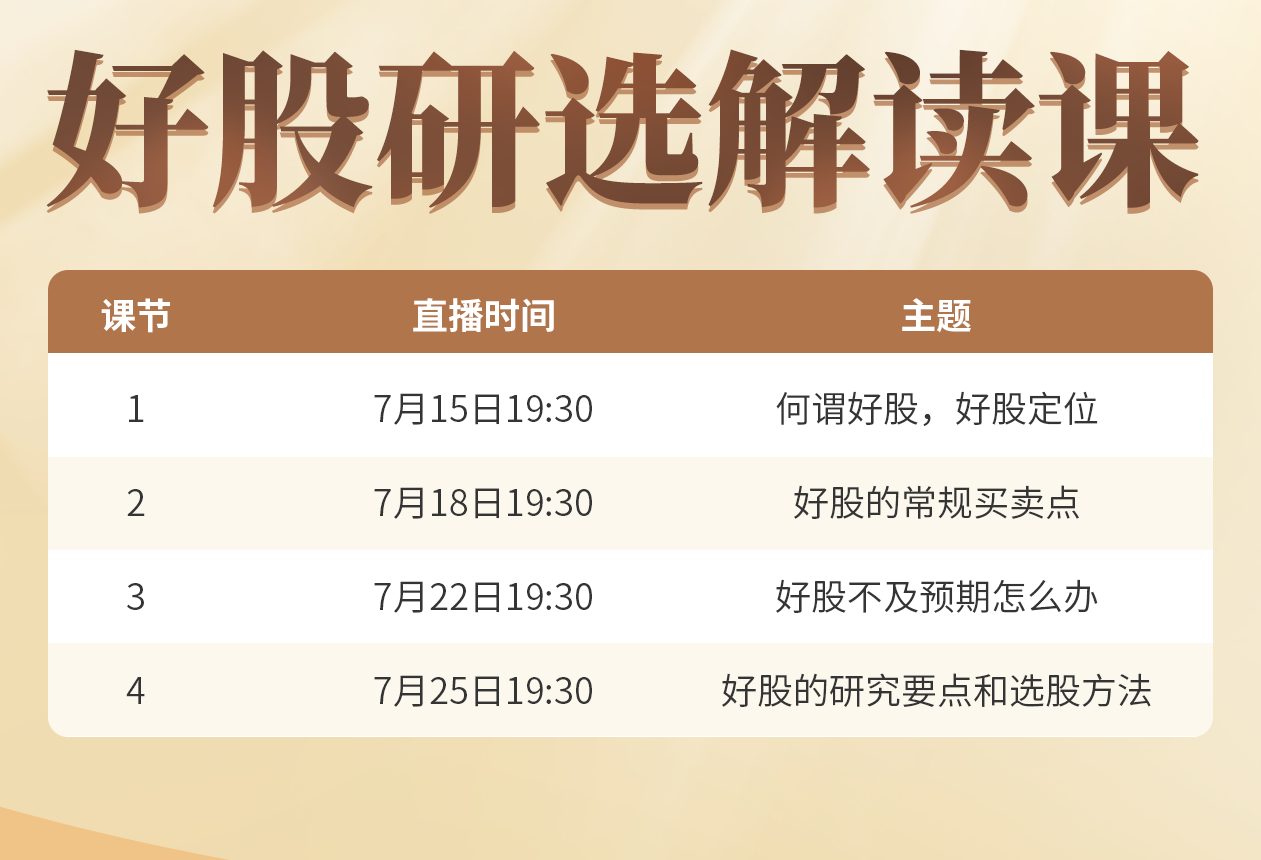 好股研选解读课
课节 直播时间 主题
1 7月15日19:30 何谓好股，好股定位
2 7月18日19:30 好股的常规买卖点
3 7月22日19:30 好股不及预期怎么办
4 7月25日19:30 好股的研究要点和选股方法